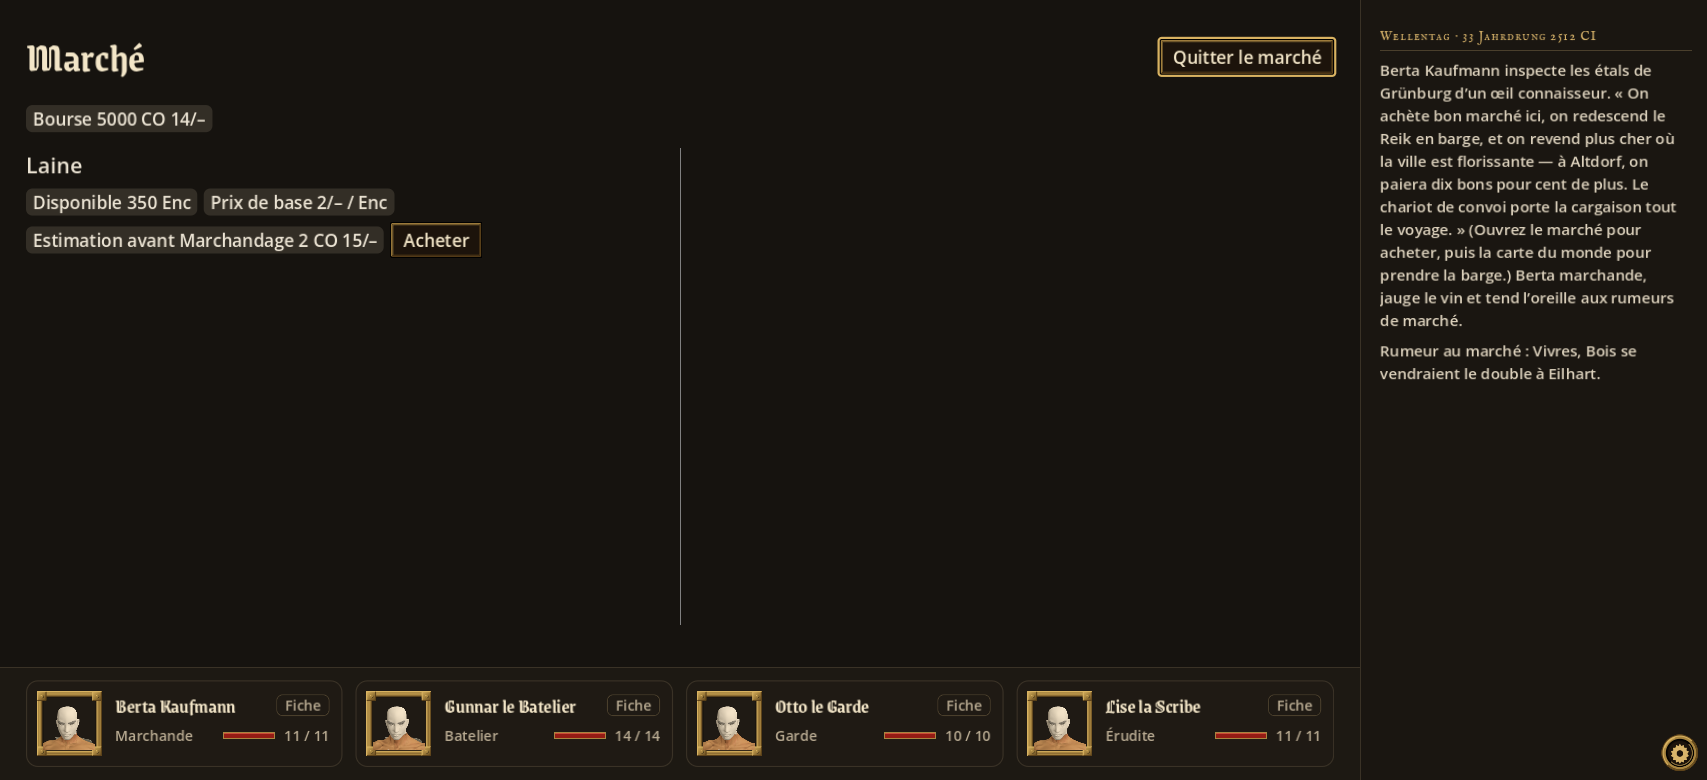 Marché
Quitter le marché
Bourse 5000 CO 14/–
Laine
Disponible 350 Enc Prix de base 2/– / Enc
Estimation avant Marchandage 2 CO 15/– Acheter
Wellentag · 33 Jahrdrung 2512 CI
Berta Kaufmann inspecte les étals de
Grünburg d’un œil connaisseur. « On
achète bon marché ici, on redescend le
Reik en barge, et on revend plus cher où
la ville est florissante — à Altdorf, on
paiera dix bons pour cent de plus. Le
chariot de convoi porte la cargaison tout
le voyage. » (Ouvrez le marché pour
acheter, puis la carte du monde pour
prendre la barge.) Berta marchande,
jauge le vin et tend l’oreille aux rumeurs
de marché.
Rumeur au marché : Vivres, Bois se
vendraient le double à Eilhart.
Berta Kaufmann Fiche
Marchande 11 / 11
Gunnar le Batelier Fiche
Batelier 14 / 14
Otto le Garde Fiche
Garde 10 / 10
Lise la Scribe Fiche
Érudite 11 / 11